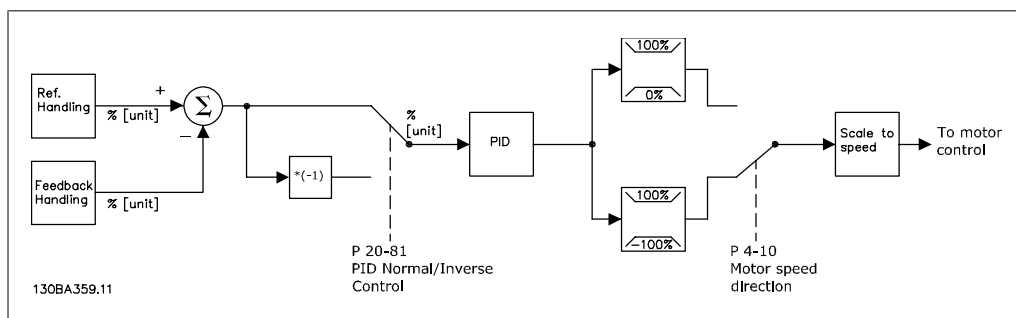 Ref.
Handling
+
% [unit]
Σ
−
Feedback
Handling
% [unit]
*(-1)
%
[unit]
P 20-81
PID Normal/Inverse
Control
PID
100%
0%
100%
-100%
P 4-10
Motor speed
direction
Scale to
speed
To motor
control
130BA359.11